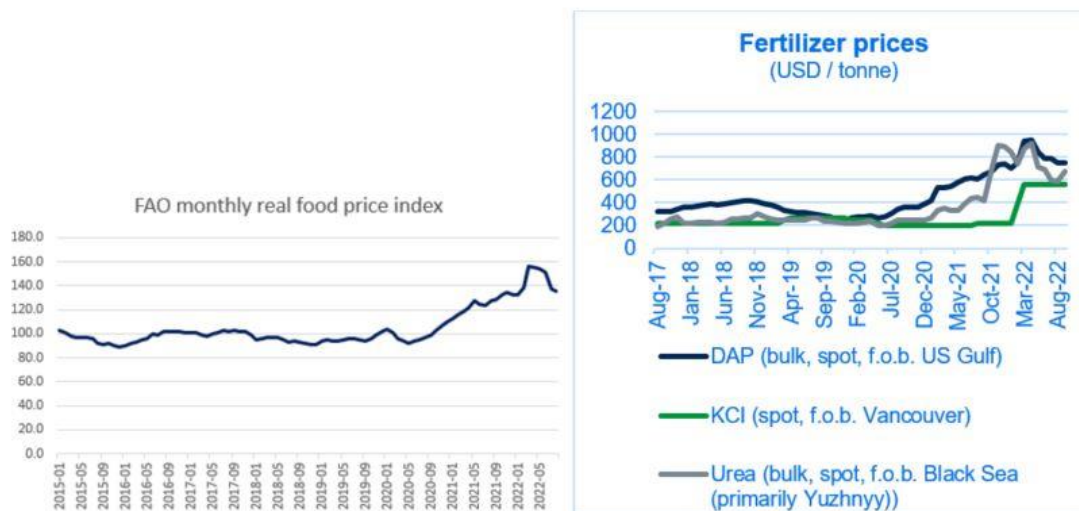 FAO monthly real food price index
180.0
160.0
140.0
120.0
100.0
80.0
60.0
40.0
20.0
0.0
2015-01
2015-05
2015-09
2016-01
2016-05
2016-09
2017-01
2017-05
2017-09
2018-01
2018-05
2018-09
2019-01
2019-05
2019-09
2020-01
2020-05
2020-09
2021-01
2021-05
2021-09
2022-01
2022-05
Fertilizer prices
(USD / tonne)
1200
1000
800
600
400
200
0
Aug-17
Jan-18
Jun-18
Nov-18
Apr-19
Sep-19
Feb-20
Jul-20
Dec-20
May-21
Oct-21
Mar-22
Aug-22
DAP (bulk, spot, f.o.b. US Gulf)
KCI (spot, f.o.b. Vancouver)
Urea (bulk, spot, f.o.b. Black Sea
(primarily Yuzhnyy))